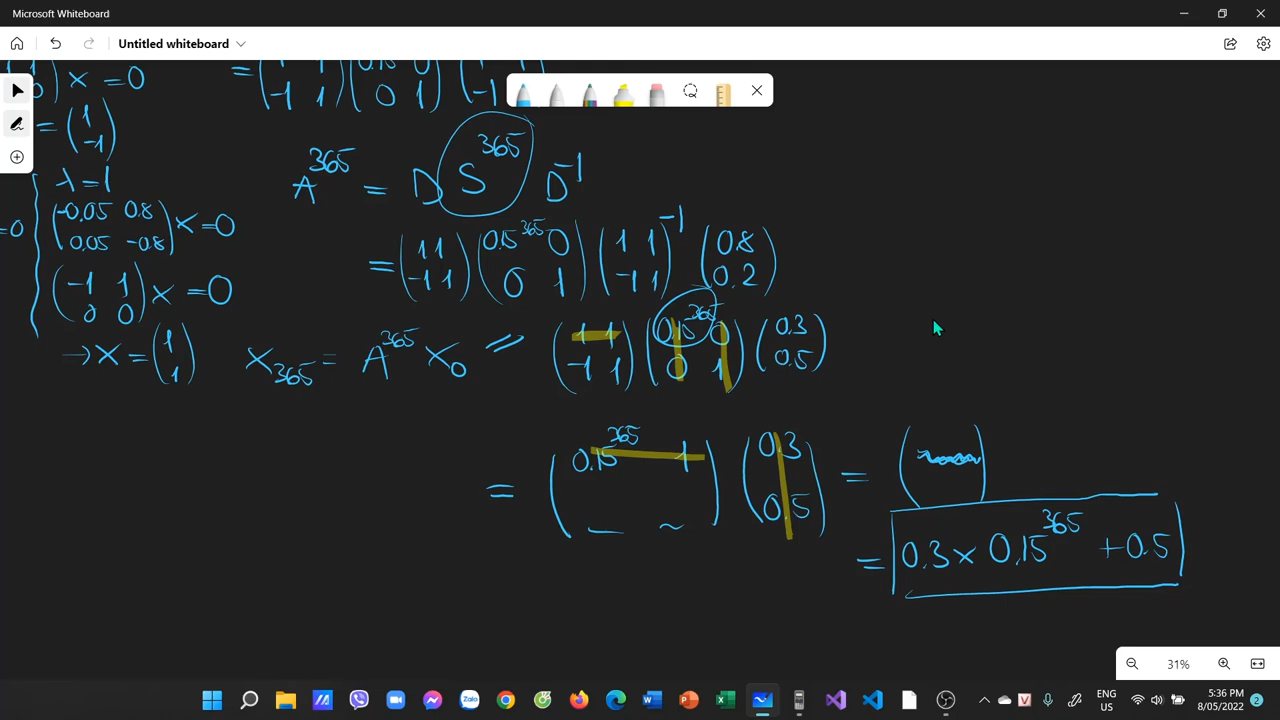 Microsoft Whiteboard
Untitled whiteboard
x = 0
= (1 -1)
λ = 1
(-0.05 0.8
0.05 -0.8) x = 0
(-1 1
0 0) x = 0
→ X = (1 1)
A^365 = D S^365 D^-1
= (1 1 -1 1) (0.15^365 0 0 1) (1 1 -1 1)^-1 (0.8 0.2)
X_365 = A^365 X_0 = (1 1 -1 1) (0.15^365 0 0 1) (0.3 0.5)
= (0.15^365 1) (0.3 0.5) =
= 0.3 x 0.15^365 + 0.5
31%
ENG
US
5:36 PM
8/05/2022
2